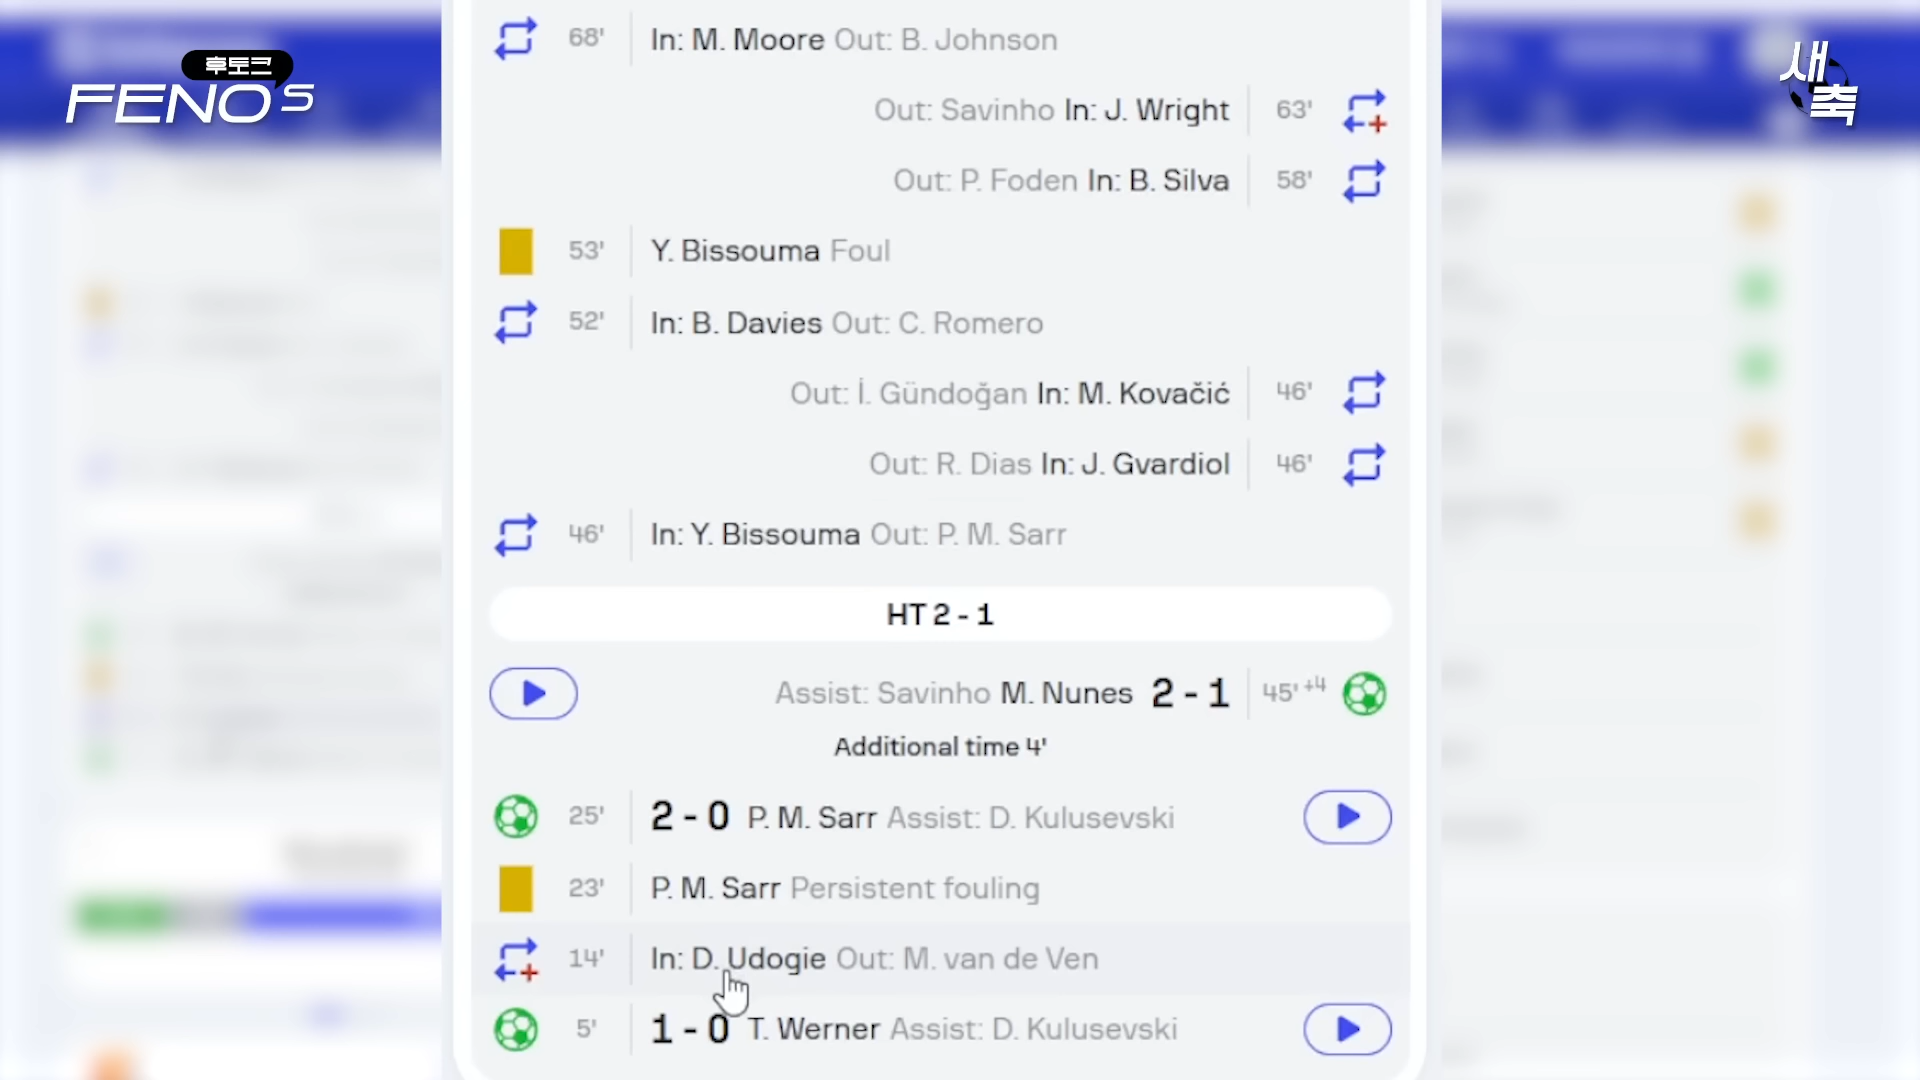 후토크
FENO S
새축
68' In: M. Moore Out: B. Johnson
Out: Savinho In: J. Wright 63'
Out: P. Foden In: B. Silva 58'
53' Y. Bissouma Foul
52' In: B. Davies Out: C. Romero
Out: İ. Gündoğan In: M. Kovačić 46'
Out: R. Dias In: J. Gvardiol 46'
46' In: Y. Bissouma Out: P. M. Sarr
HT 2 - 1
Assist: Savinho M. Nunes 2 - 1 45' +4
Additional time 4'
25' 2 - 0 P. M. Sarr Assist: D. Kulusevski
23' P. M. Sarr Persistent fouling
14' In: D. Udogie Out: M. van de Ven
5' 1 - 0 T. Werner Assist: D. Kulusevski